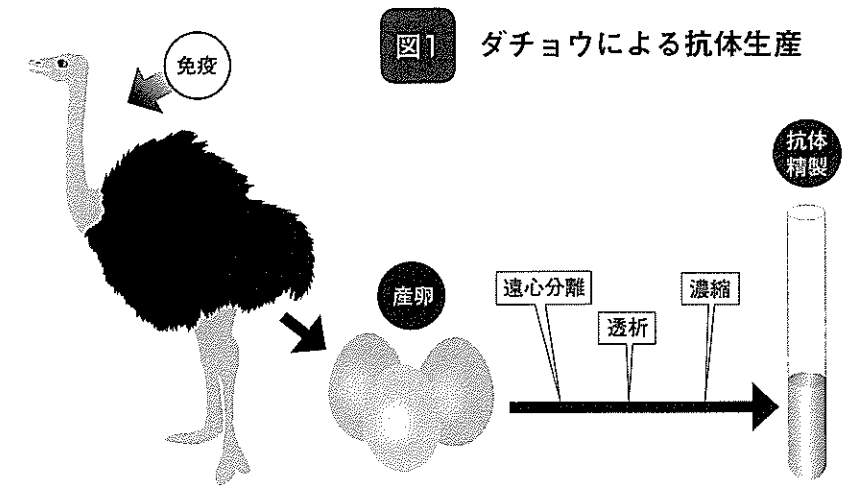 図1 ダチョウによる抗体生産
免疫
産卵
遠心分離
透析
濃縮
抗体
精製